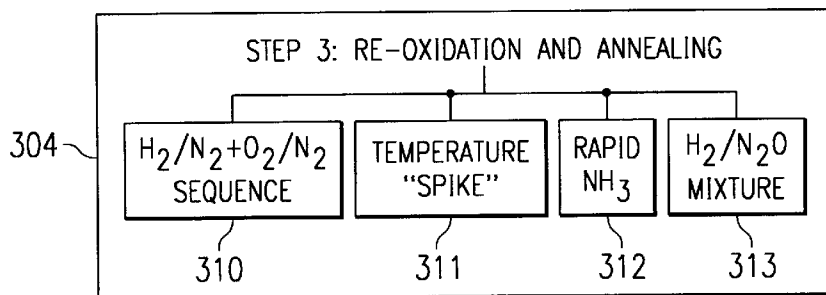 STEP 3: RE-OXIDATION AND ANNEALING
304
H₂/N₂+O₂/N₂
SEQUENCE
TEMPERATURE
"SPIKE"
RAPID
NH₃
H₂/N₂O
MIXTURE
310
311
312
313